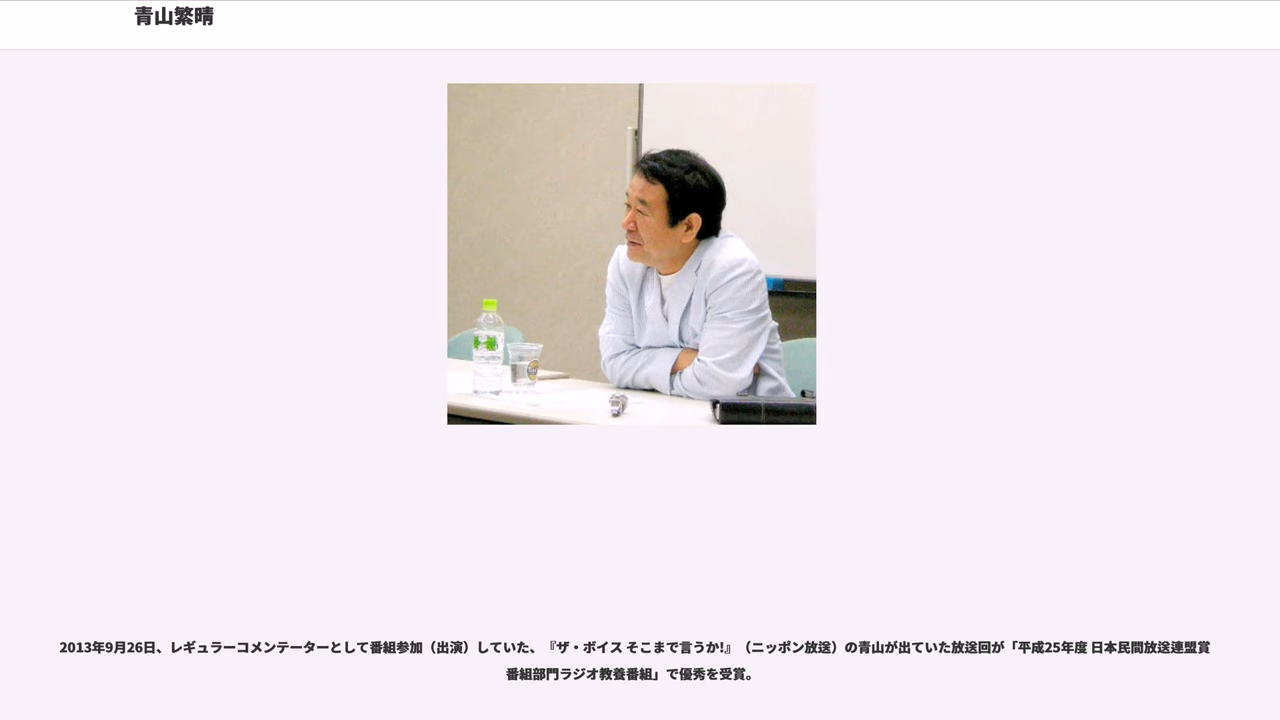 青山繁晴
2013年9月26日、レギュラーコメンテーターとして番組参加（出演）していた、『ザ・ボイス そこまで言うか!』（ニッポン放送）の青山が出ていた放送回が「平成25年度 日本民間放送連盟賞
番組部門ラジオ教養番組」で優秀を受賞。